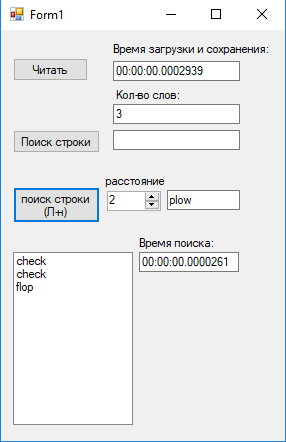 Form1
Время загрузки и сохранения:
Читать
00:00:00.0002939
Кол-во слов:
3
Поиск строки
расстояние
поиск строки
(Л-н)
2
plow
Время поиска:
00:00:00.0000261
check
check
flop